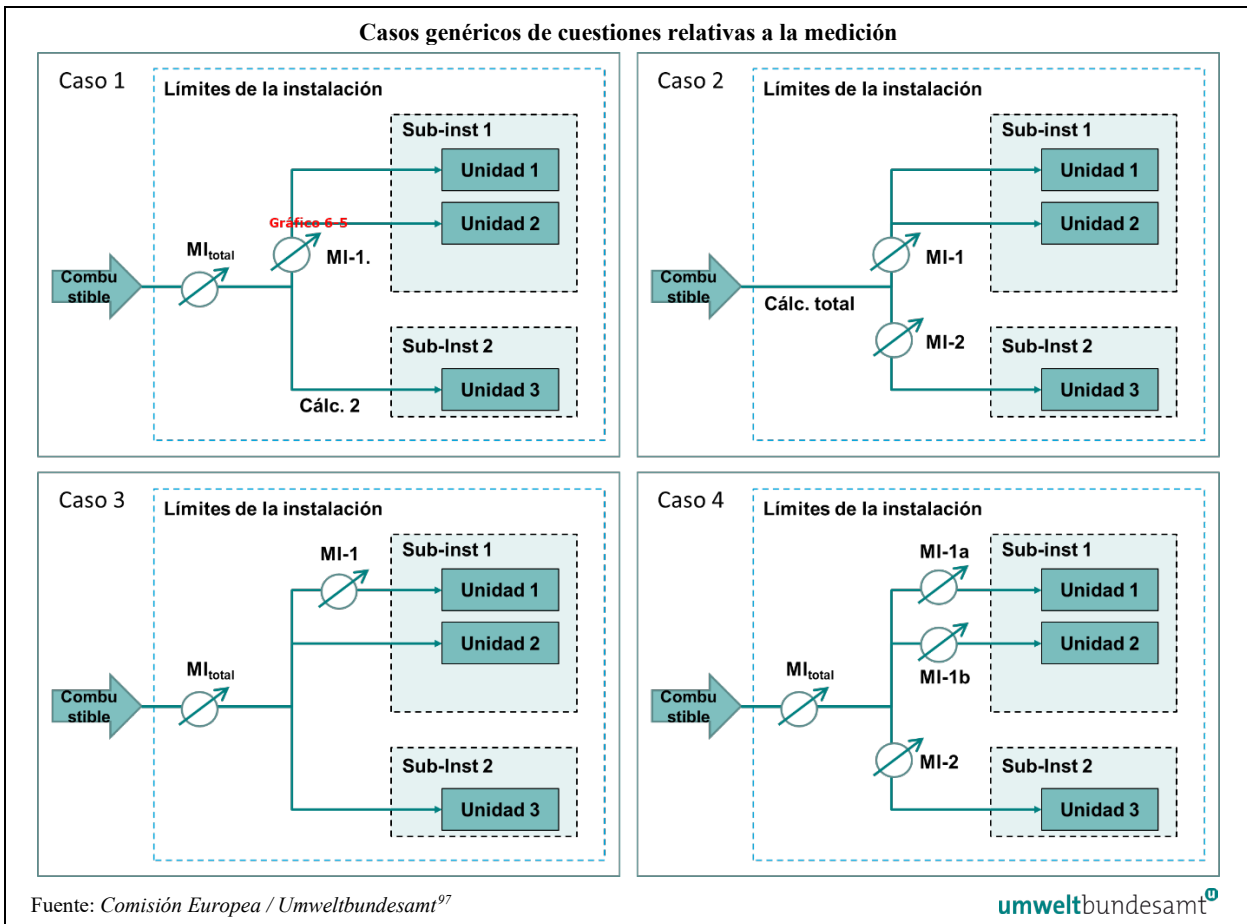 Casos genéricos de cuestiones relativas a la medición
Caso 1
Límites de la instalación
Sub-inst 1
Unidad 1
Unidad 2
Gráfico 6-5
MI-1.
MItotal
Combu
stible
Sub-Inst 2
Unidad 3
Cálc. 2
Caso 2
Límites de la instalación
Sub-inst 1
Unidad 1
Unidad 2
MI-1
Combu
stible
Cálc. total
MI-2
Sub-Inst 2
Unidad 3
Caso 3
Límites de la instalación
MI-1
Sub-inst 1
Unidad 1
Unidad 2
MItotal
Combu
stible
Sub-Inst 2
Unidad 3
Caso 4
Límites de la instalación
MI-1a
Sub-inst 1
Unidad 1
Unidad 2
MI-1b
MItotal
Combu
stible
MI-2
Sub-Inst 2
Unidad 3
Fuente: Comisión Europea / Umweltbundesamt97
umweltbundesamtU